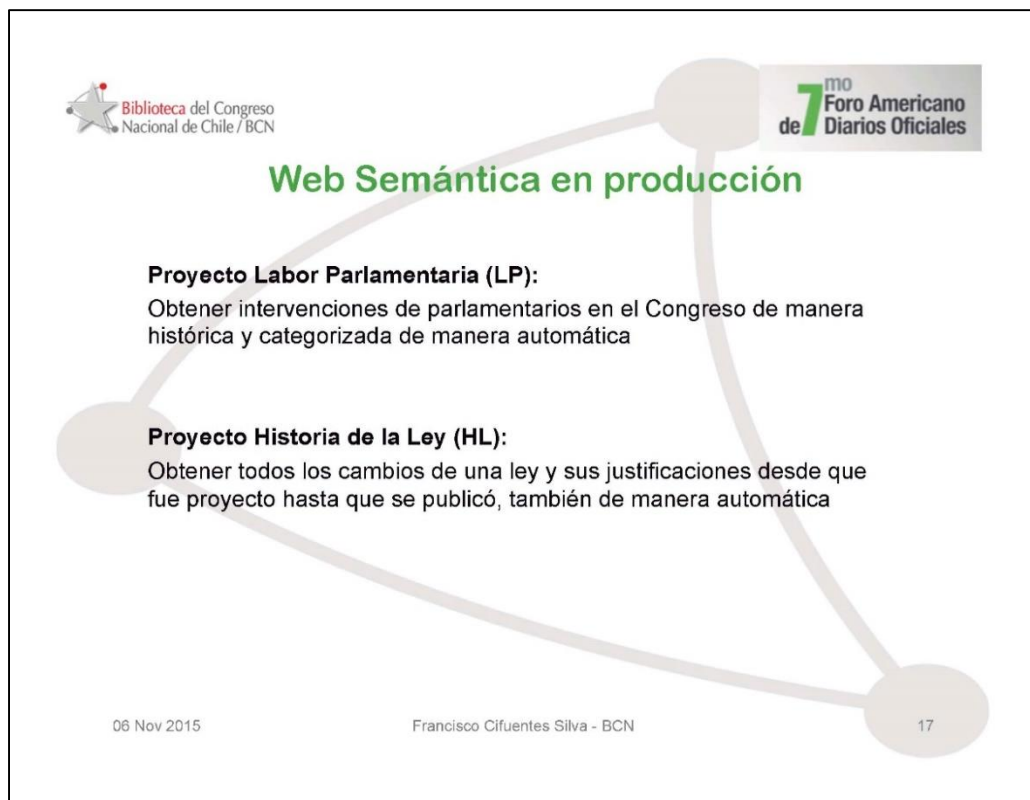 Biblioteca del Congreso
Nacional de Chile / BCN
7mo
Foro Americano
de Diarios Oficiales
Web Semántica en producción
Proyecto Labor Parlamentaria (LP):
Obtener intervenciones de parlamentarios en el Congreso de manera
histórica y categorizada de manera automática
Proyecto Historia de la Ley (HL):
Obtener todos los cambios de una ley y sus justificaciones desde que
fue proyecto hasta que se publicó, también de manera automática
06 Nov 2015
Francisco Cifuentes Silva - BCN
17